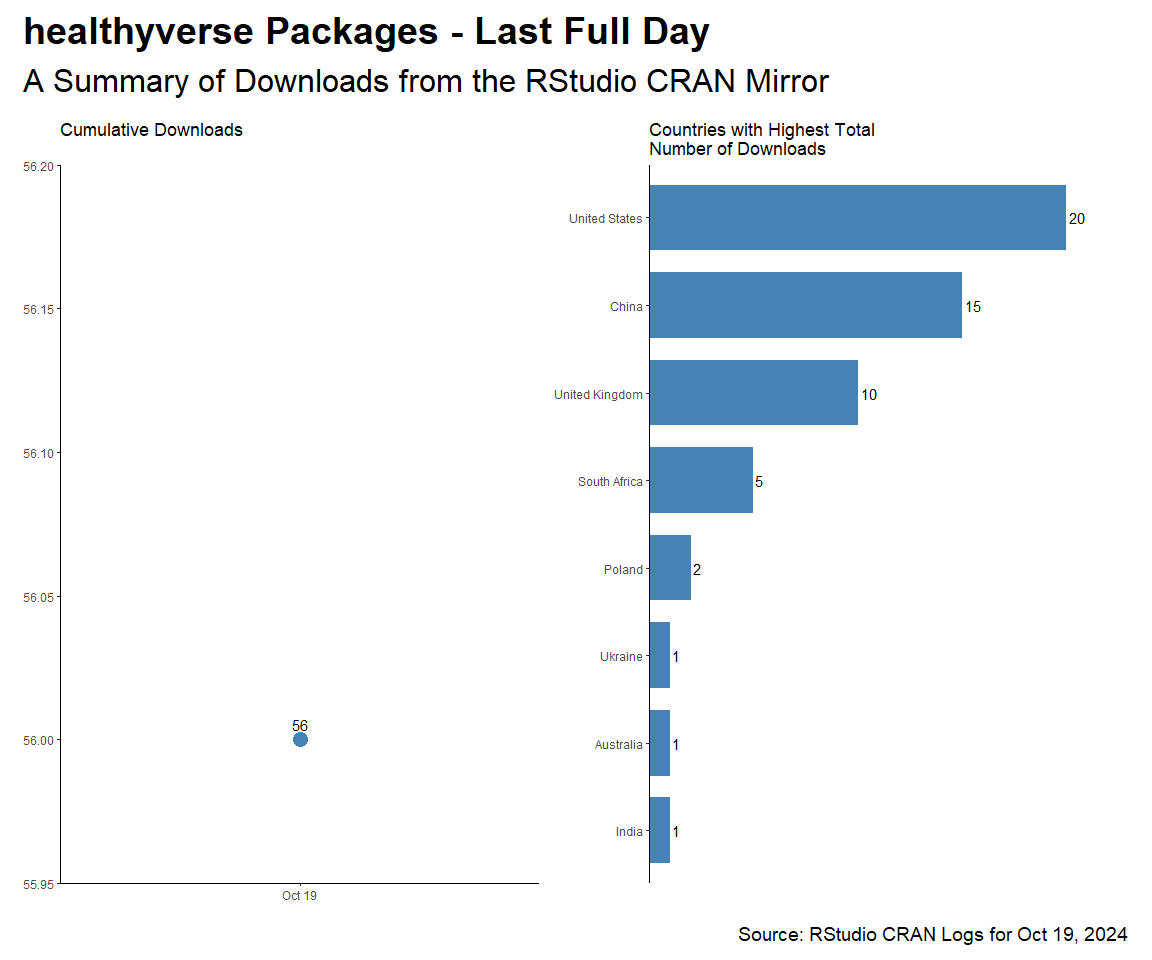 healthyverse Packages - Last Full Day
A Summary of Downloads from the RStudio CRAN Mirror
Cumulative Downloads
56.20
56.15
56.10
56.05
56.00
55.95
56
Oct 19
Countries with Highest Total
Number of Downloads
United States 20
China 15
United Kingdom 10
South Africa 5
Poland 2
Ukraine 1
Australia 1
India 1
Source: RStudio CRAN Logs for Oct 19, 2024